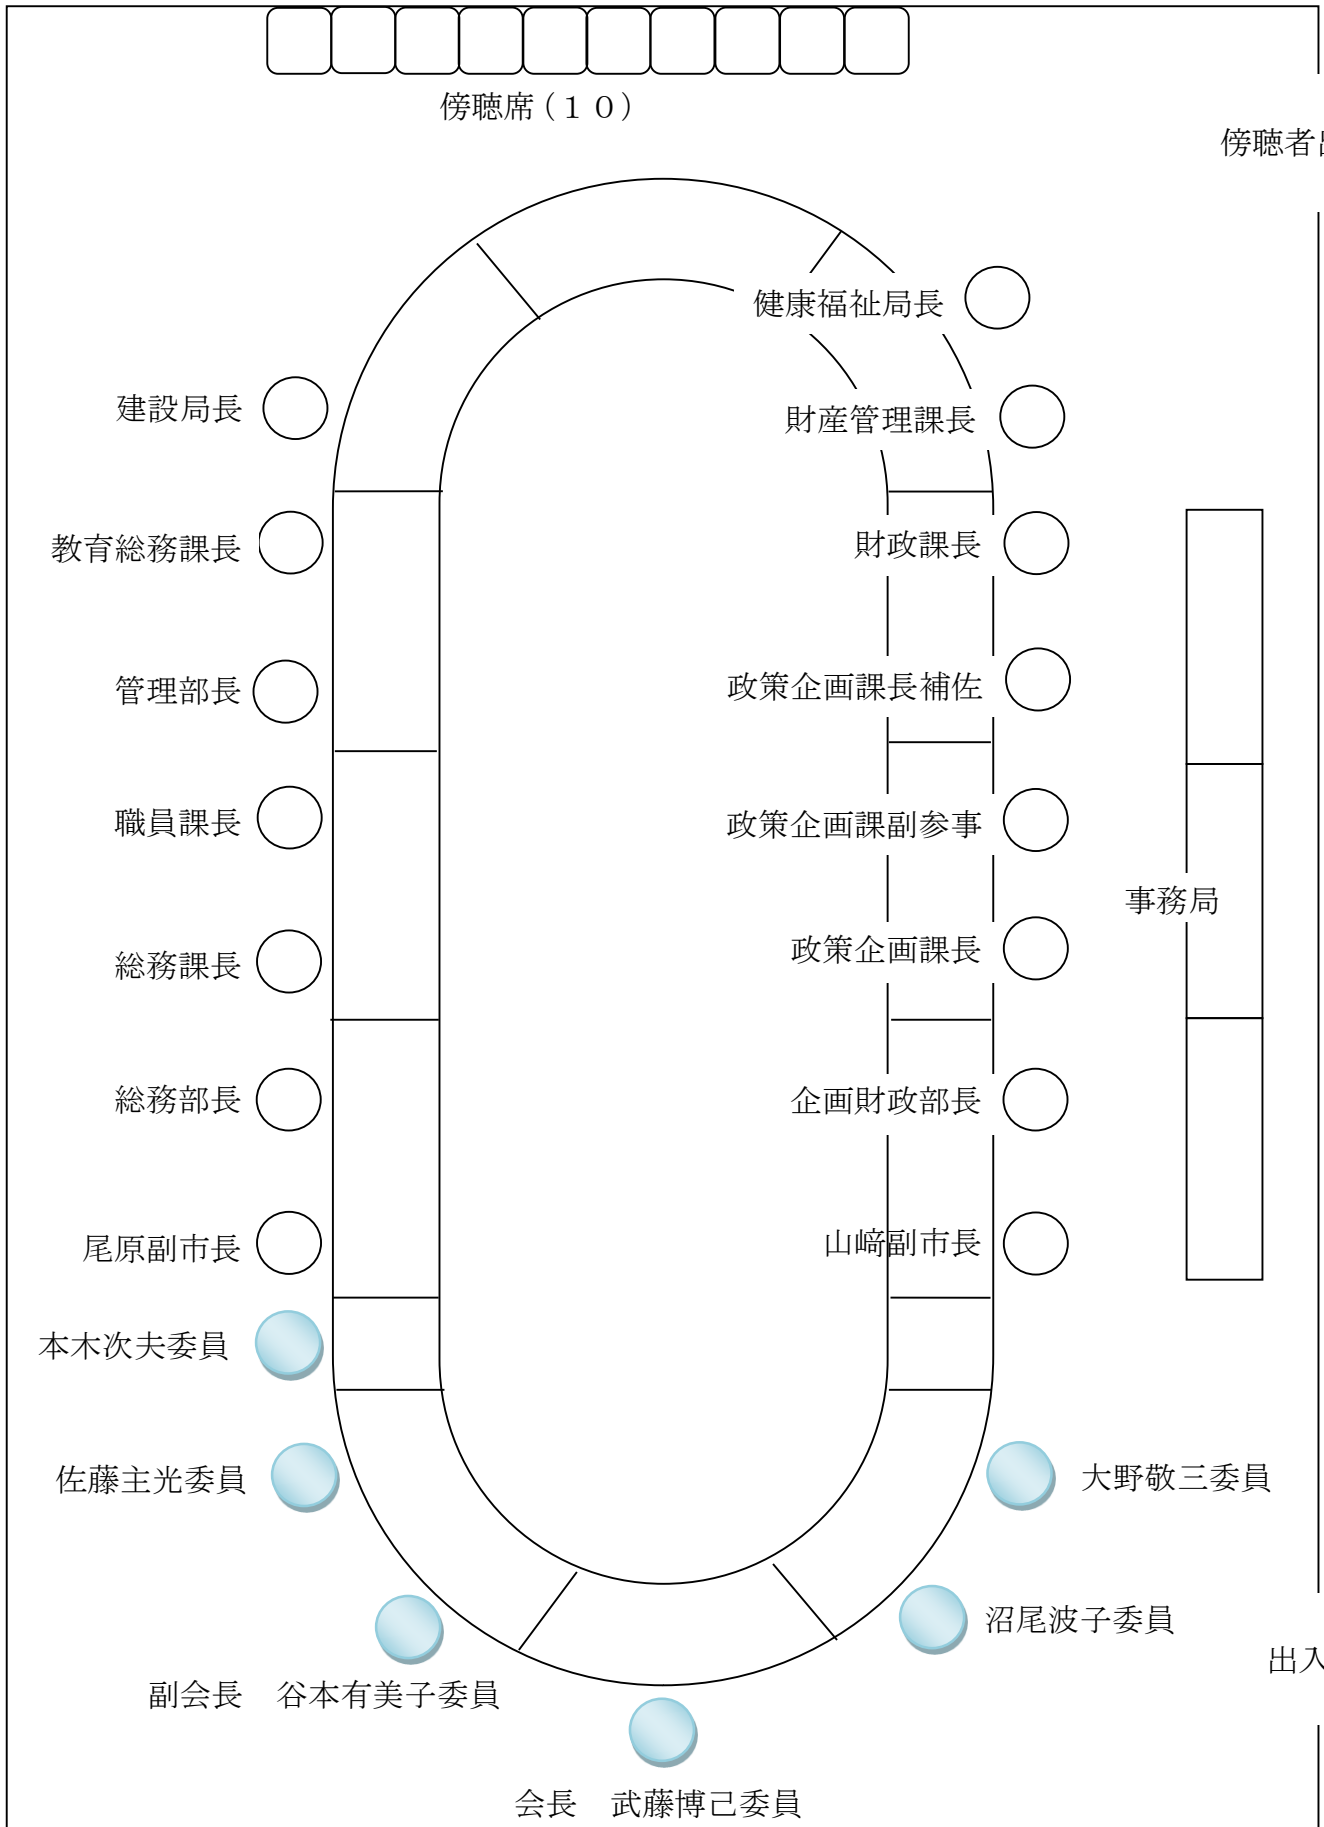 傍聴席(１０)
傍聴者
健康福祉局長
建設局長
財産管理課長
教育総務課長
財政課長
管理部長
政策企画課長補佐
職員課長
政策企画課副参事
事務局
総務課長
政策企画課長
総務部長
企画財政部長
尾原副市長
山﨑副市長
本木次夫委員
佐藤主光委員
大野敬三委員
沼尾波子委員
出入
副会長　谷本有美子委員
会長　武藤博己委員